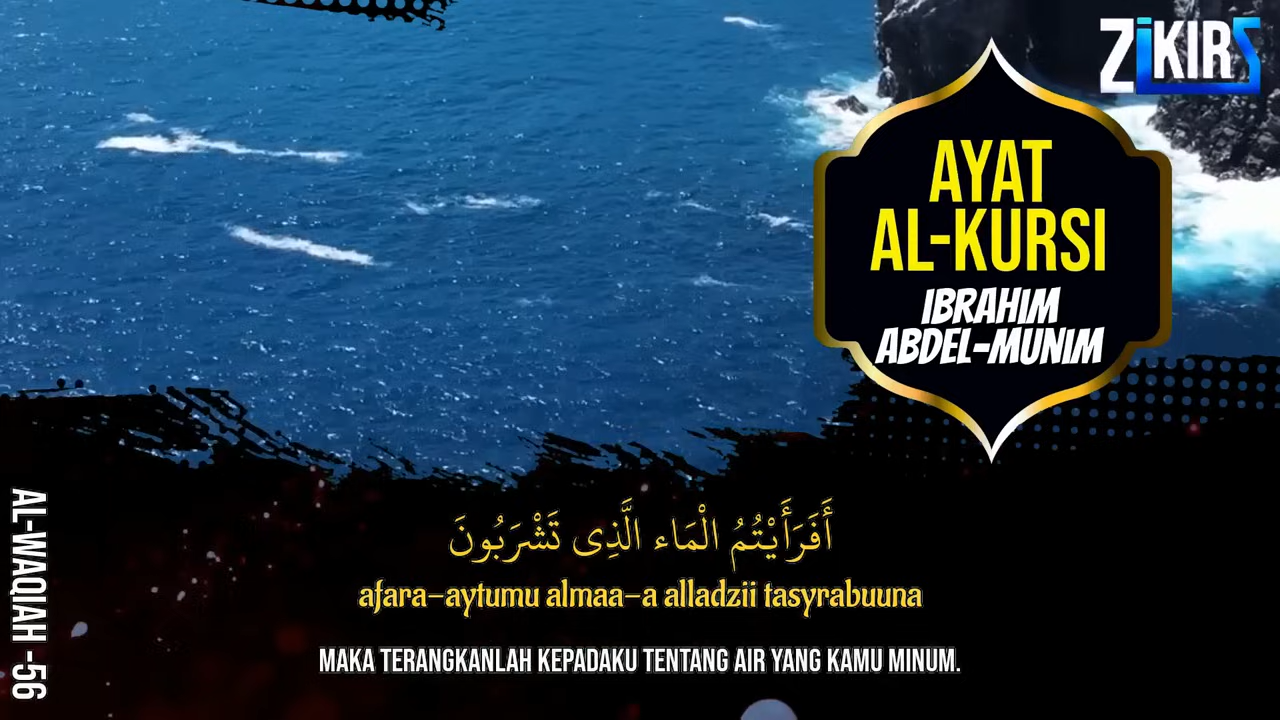 ZIKIRS
AYAT
AL-KURSI
IBRAHIM
ABDEL-MUNIM
أَفَرَأَيْتُمُ الْمَاء الَّذِى تَشْرَبُونَ
afara-aytumu almaa-a alladzii tasyrabuuna
MAKA TERANGKANLAH KEPADAKU TENTANG AIR YANG KAMU MINUM.
AL-WAQIAH -56